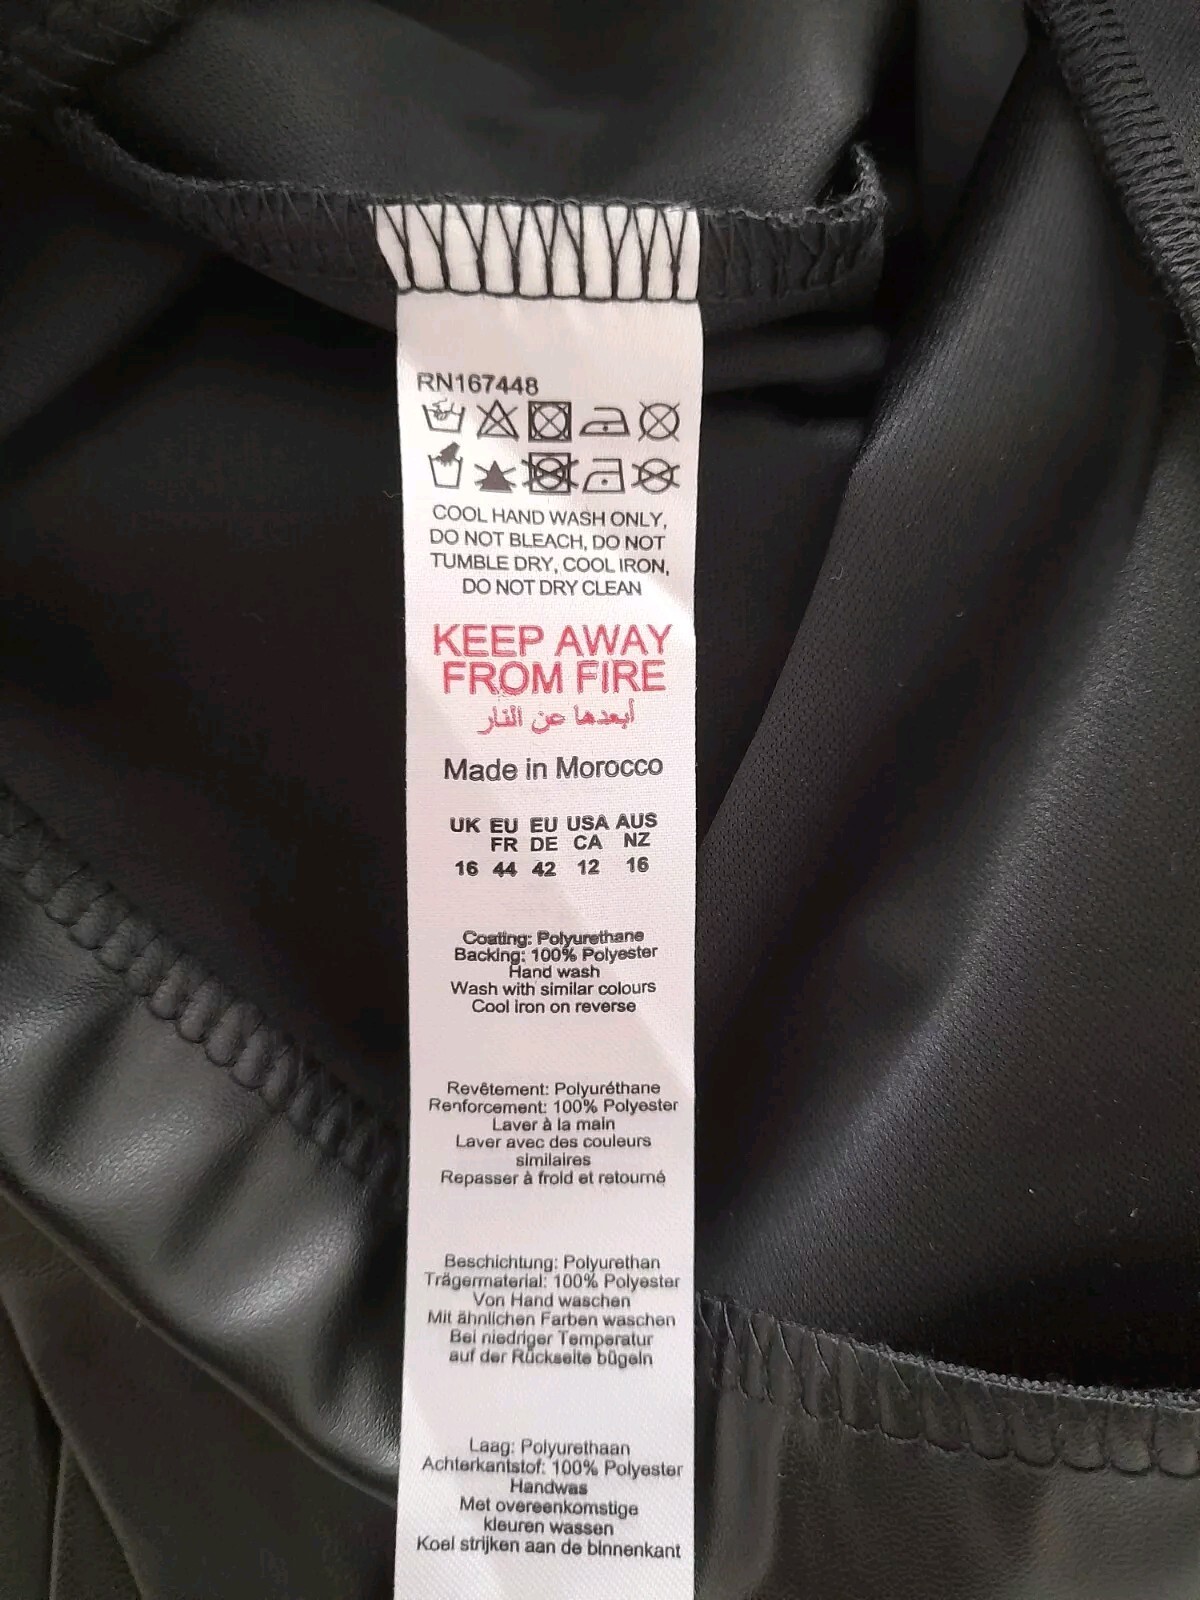 RN167448
COOL HAND WASH ONLY,
DO NOT BLEACH, DO NOT
TUMBLE DRY, COOL IRON,
DO NOT DRY CLEAN
KEEP AWAY
FROM FIRE
أبعدها عن النار
Made in Morocco
UK EU EU USA AUS
FR DE CA NZ
16 44 42 12 16
Coating: Polyurethane
Backing: 100% Polyester
Hand wash
Wash with similar colours
Cool iron on reverse
Revêtement: Polyuréthane
Renforcement: 100% Polyester
Laver à la main
Laver avec des couleurs
similaires
Repasser à froid et retourné
Beschichtung: Polyurethan
Trägermaterial: 100% Polyester
Von Hand waschen
Mit ähnlichen Farben waschen
Bei niedriger Temperatur
auf der Rückseite bügeln
Laag: Polyurethaan
Achterkantstof: 100% Polyester
Handwas
Met overeenkomstige
kleuren wassen
Koel strijken aan de binnenkant